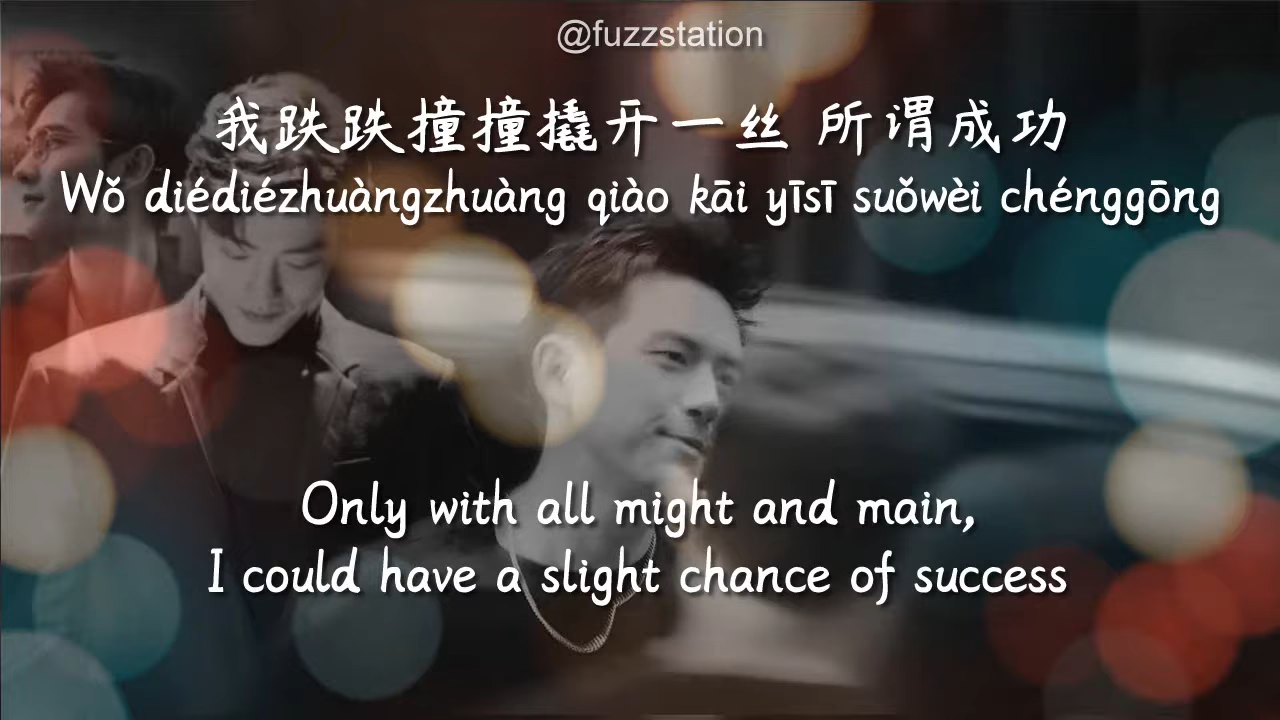 @fuzzstation
我跌跌撞撞撬开一丝 所谓成功
Wǒ diédiézhuàngzhuàng qiào kāi yīsī suǒwèi chénggōng
Only with all might and main,
I could have a slight chance of success